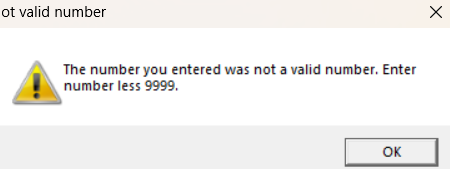 ot valid number
The number you entered was not a valid number. Enter
number less 9999.
OK